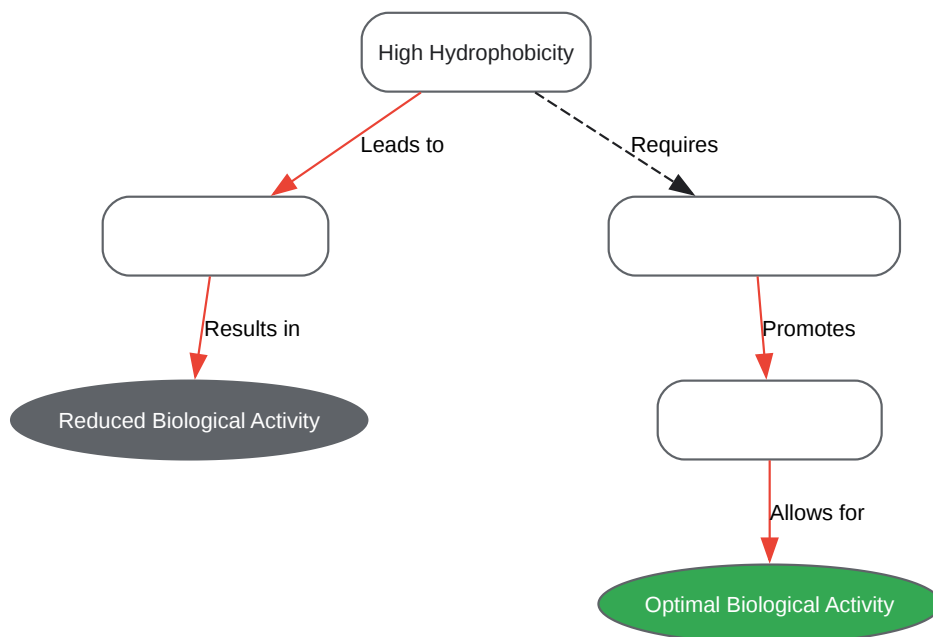 High Hydrophobicity
Leads to
Requires
Results in
Promotes
Reduced Biological Activity
Allows for
Optimal Biological Activity